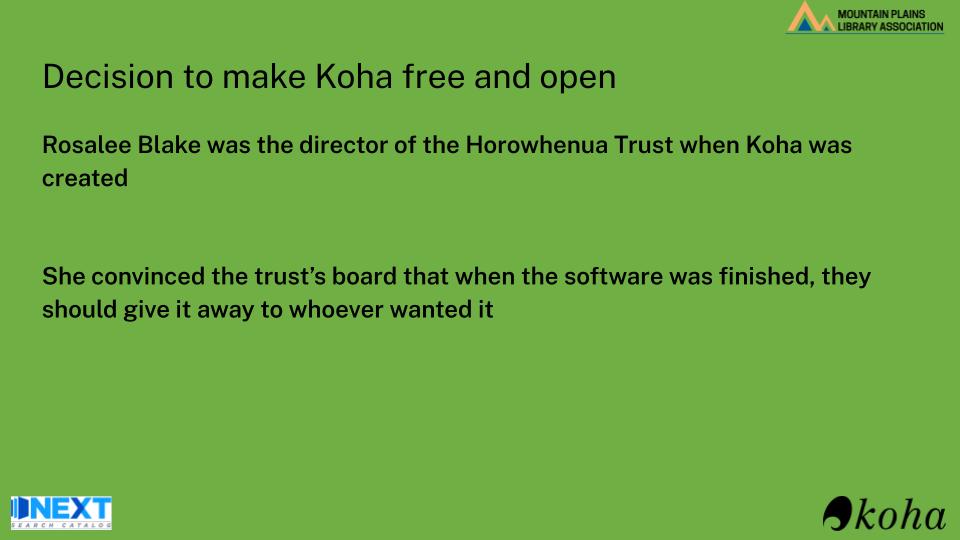 MOUNTAIN PLAINS
LIBRARY ASSOCIATION
Decision to make Koha free and open
Rosalee Blake was the director of the Horowhenua Trust when Koha was
created
She convinced the trust’s board that when the software was finished, they
should give it away to whoever wanted it
NEXT
SEARCH CATALOG
koha